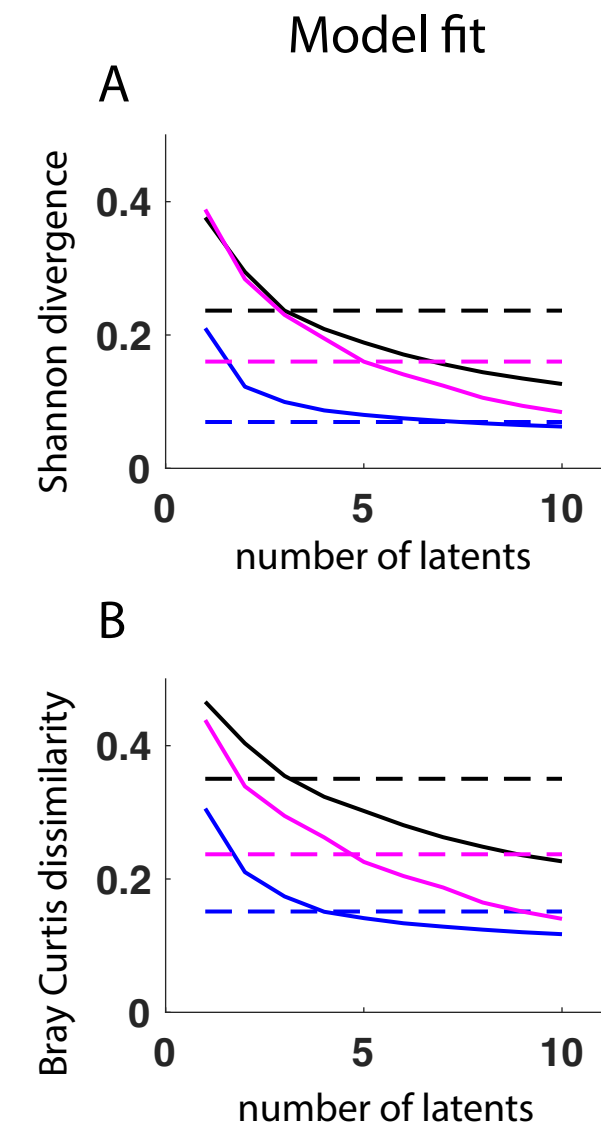 Model fit
A
Shannon divergence
0.4
0.2
0
0 5 10
number of latents
B
Bray Curtis dissimilarity
0.4
0.2
0
0 5 10
number of latents